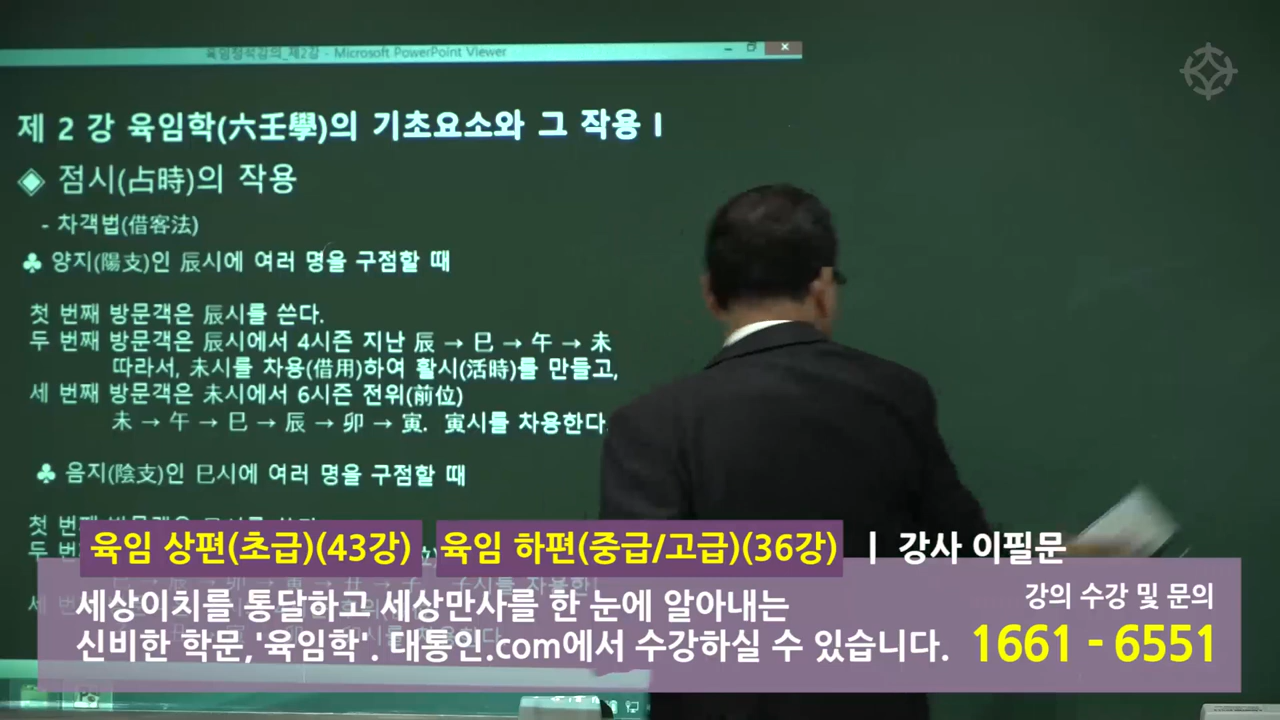 육임정석강의_제2강 - Microsoft PowerPoint Viewer
제 2 강 육임학(六壬學)의 기초요소와 그 작용 I
◈ 점시(占時)의 작용
- 차객법(借客法)
♣ 양지(陽支)인 辰시에 여러 명을 구점할 때
첫 번째 방문객은 辰시를 쓴다.
두 번째 방문객은 辰시에서 4시즌 지난 辰 → 巳 → 午 → 未
따라서, 未시를 차용(借用)하여 활시(活時)를 만들고,
세 번째 방문객은 未시에서 6시즌 전위(前位)
未 → 午 → 巳 → 辰 → 卯 → 寅. 寅시를 차용한다.
♣ 음지(陰支)인 巳시에 여러 명을 구점할 때
첫 번째
두 번
육임 상편(초급)(43강) 육임 하편(중급/고급)(36강) | 강사 이필문
세
세상이치를 통달하고 세상만사를 한 눈에 알아내는
신비한 학문,'육임학'. 대통인.com에서 수강하실 수 있습니다.
강의 수강 및 문의
1661 - 6551